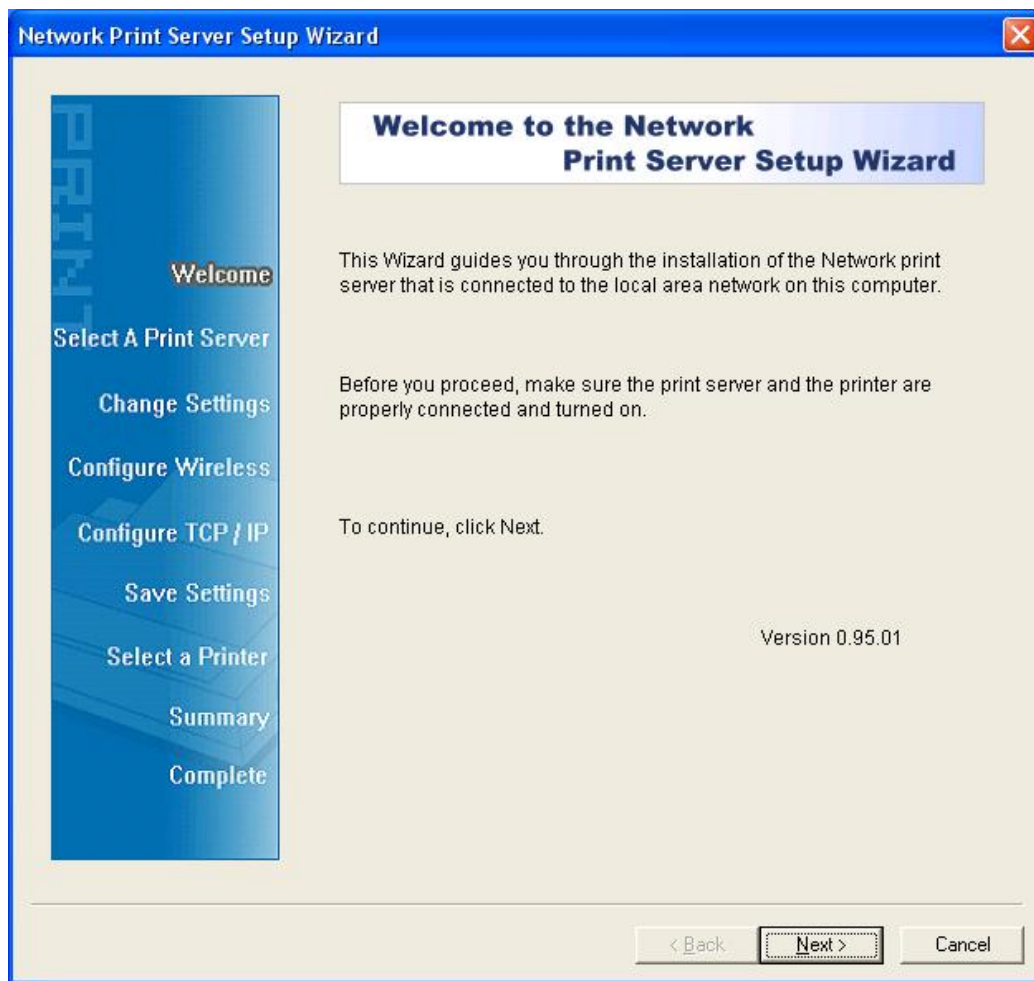 Network Print Server Setup Wizard
PRINT
Welcome
Select A Print Server
Change Settings
Configure Wireless
Configure TCP / IP
Save Settings
Select a Printer
Summary
Complete
Welcome to the Network
Print Server Setup Wizard
This Wizard guides you through the installation of the Network print
server that is connected to the local area network on this computer.
Before you proceed, make sure the print server and the printer are
properly connected and turned on.
To continue, click Next.
Version 0.95.01
< Back
Next >
Cancel